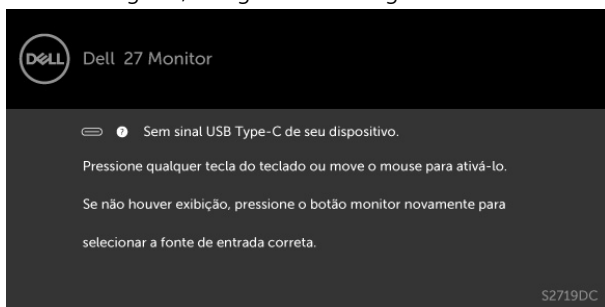 DELL
Dell 27 Monitor
Sem sinal USB Type-C de seu dispositivo.
Pressione qualquer tecla do teclado ou move o mouse para ativá-lo.
Se não houver exibição, pressione o botão monitor novamente para
selecionar a fonte de entrada correta.
S2719DC